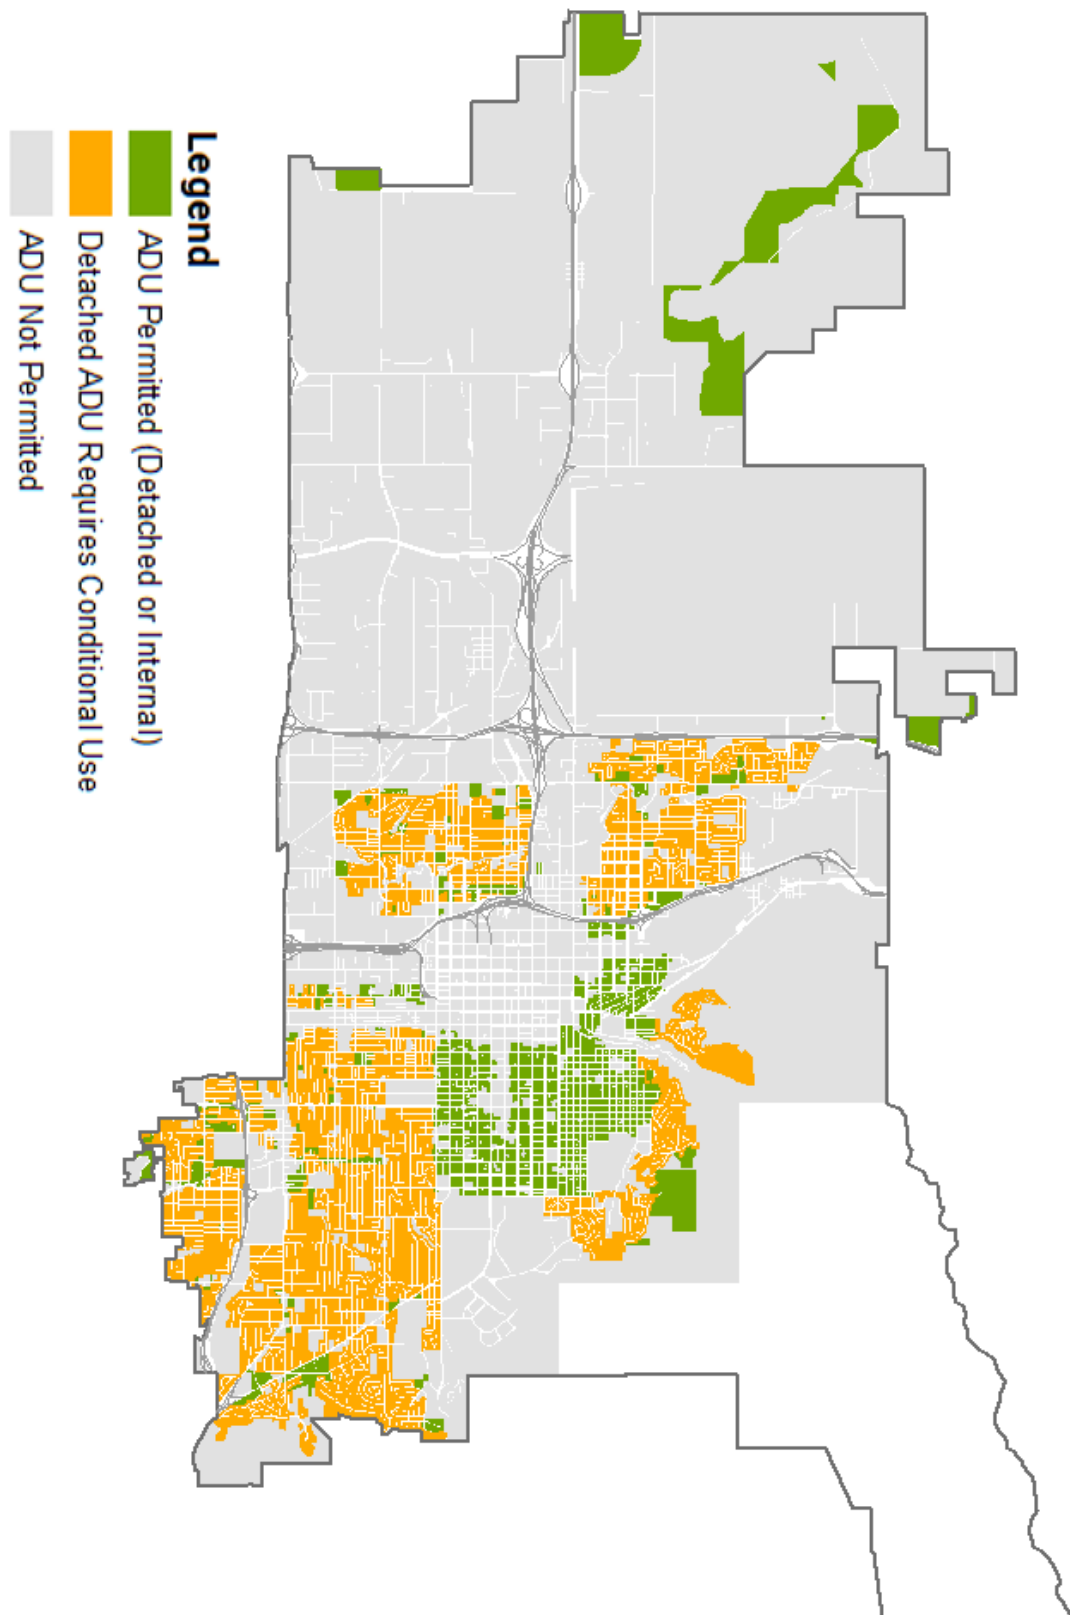 Legend
ADU Permitted (Detached or Internal)
Detached ADU Requires Conditional Use
ADU Not Permitted